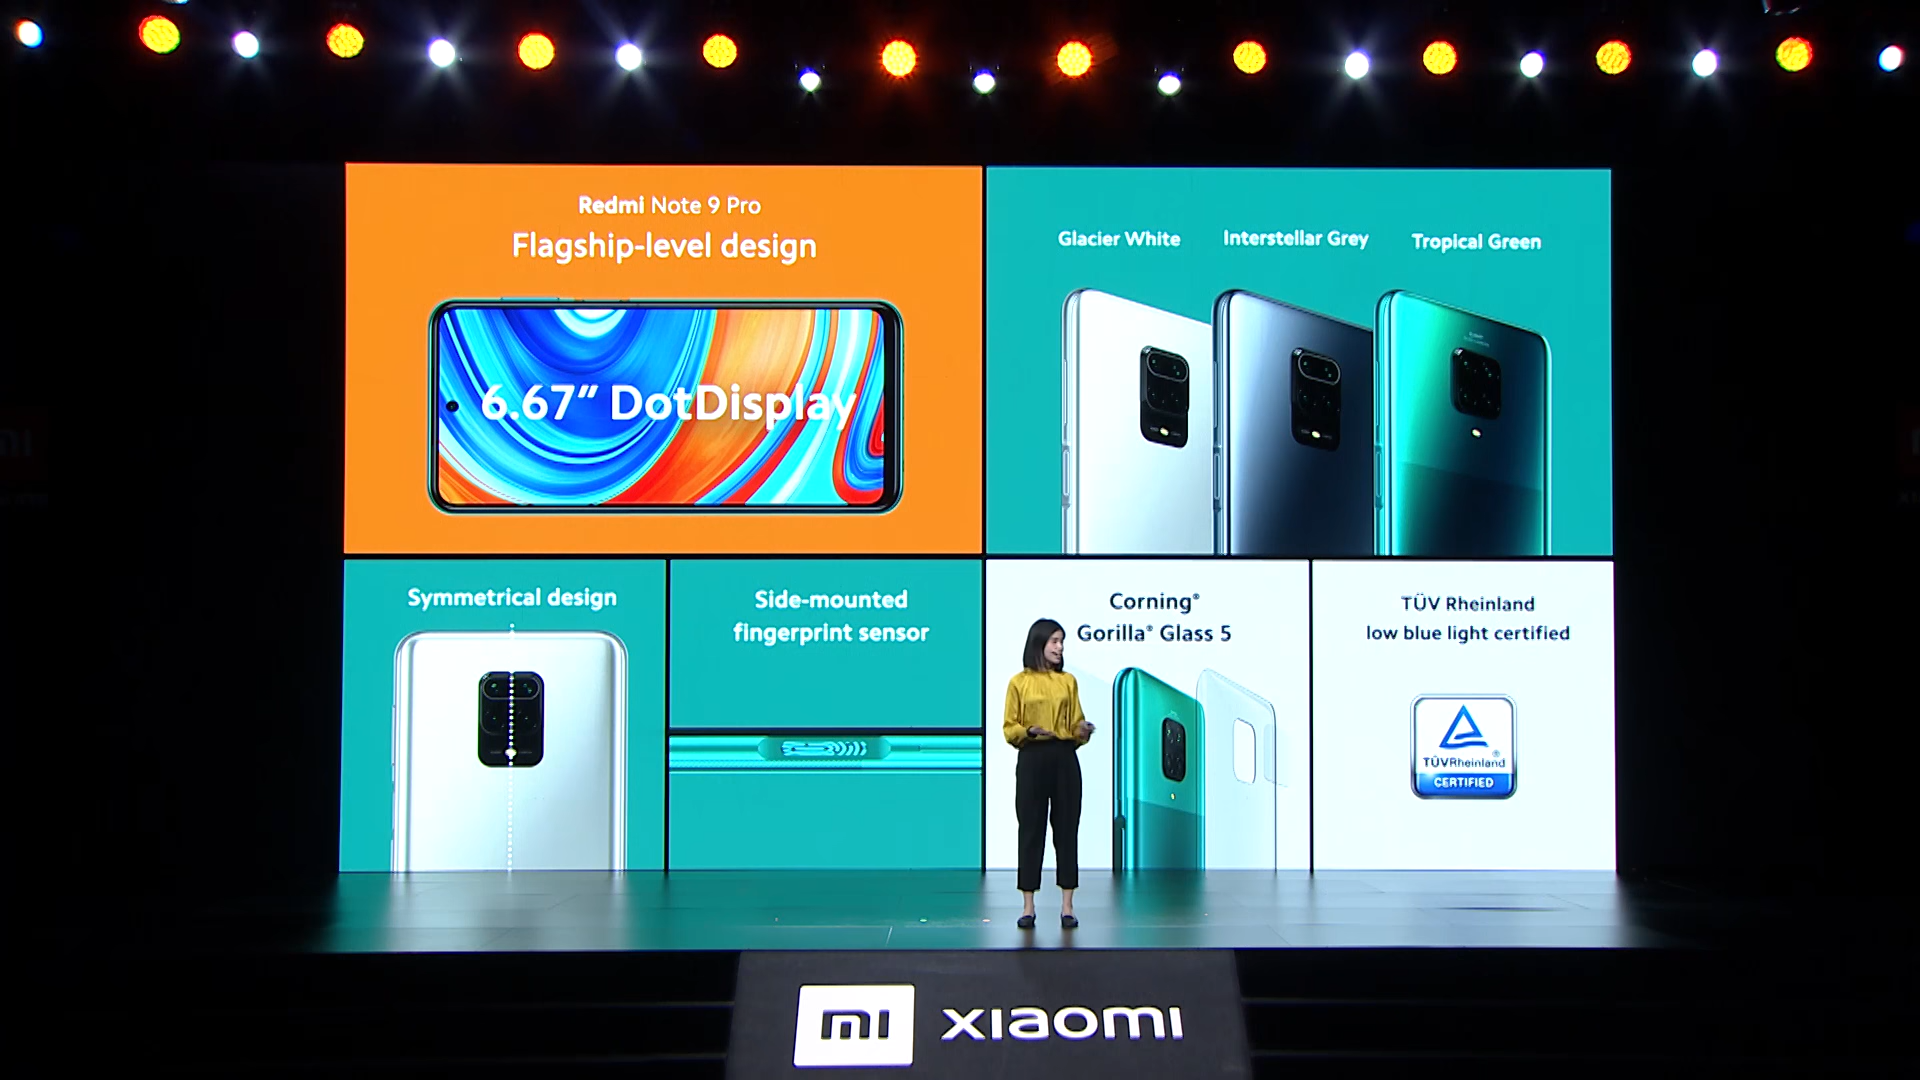 Redmi Note 9 Pro
Flagship-level design
6.67” DotDisplay
Glacier White
Interstellar Grey
Tropical Green
Symmetrical design
Side-mounted
fingerprint sensor
Corning®
Gorilla® Glass 5
TÜV Rheinland
low blue light certified
®
TÜVRheinland
CERTIFIED
mi xiaomi